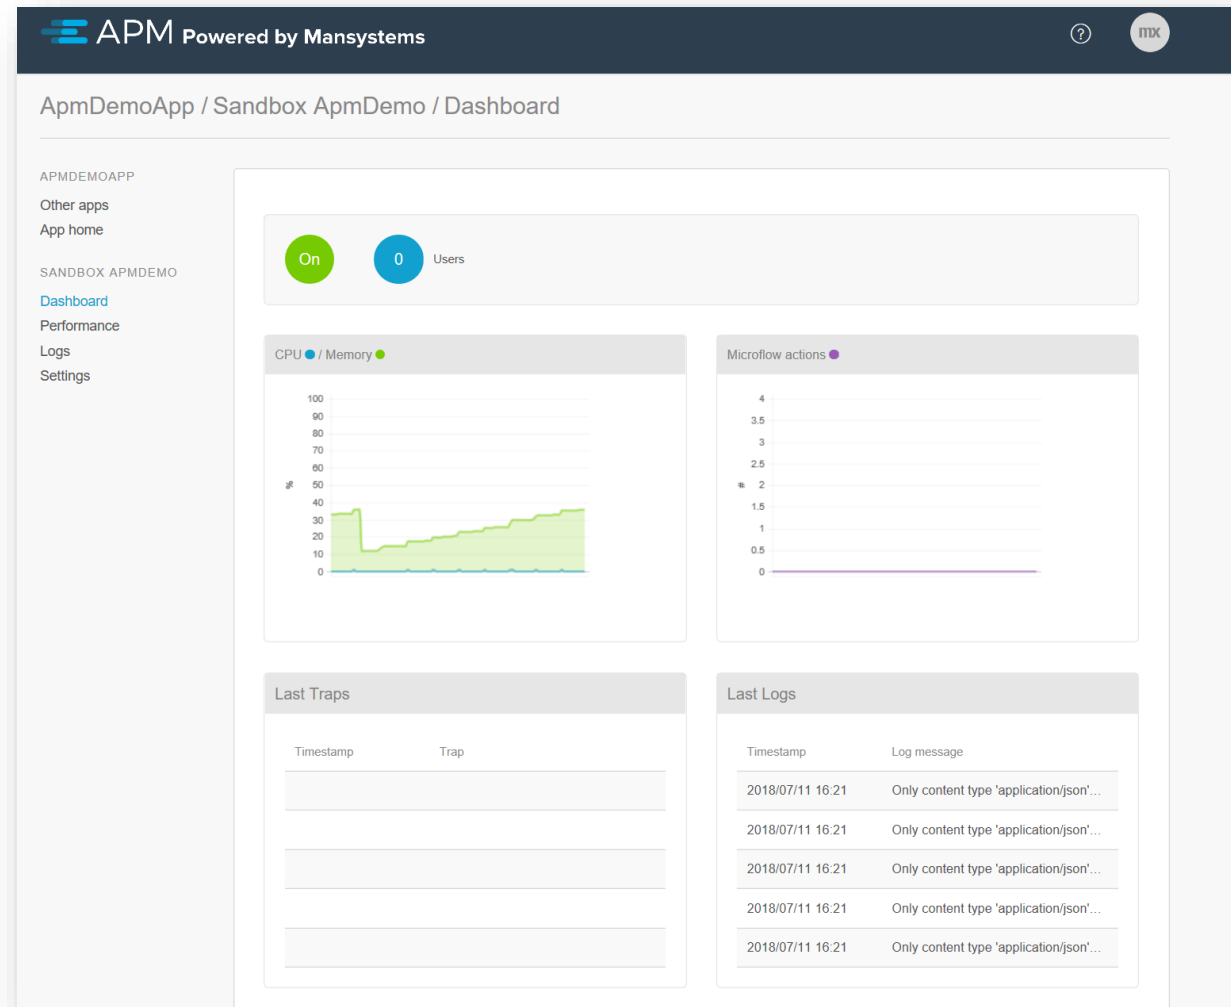 APM Powered by Mansystems
?
mx
ApmDemoApp / Sandbox ApmDemo / Dashboard
APMDEMOAPP
Other apps
App home
SANDBOX APMDEMO
Dashboard
Performance
Logs
Settings
On
0
Users
CPU / Memory
100
90
80
70
60
50
40
30
20
10
0
%
Microflow actions
4
3.5
3
2.5
2
1.5
1
0.5
0
#
Last Traps
Timestamp Trap
Last Logs
Timestamp Log message
2018/07/11 16:21 Only content type 'application/json'...
2018/07/11 16:21 Only content type 'application/json'...
2018/07/11 16:21 Only content type 'application/json'...
2018/07/11 16:21 Only content type 'application/json'...
2018/07/11 16:21 Only content type 'application/json'...